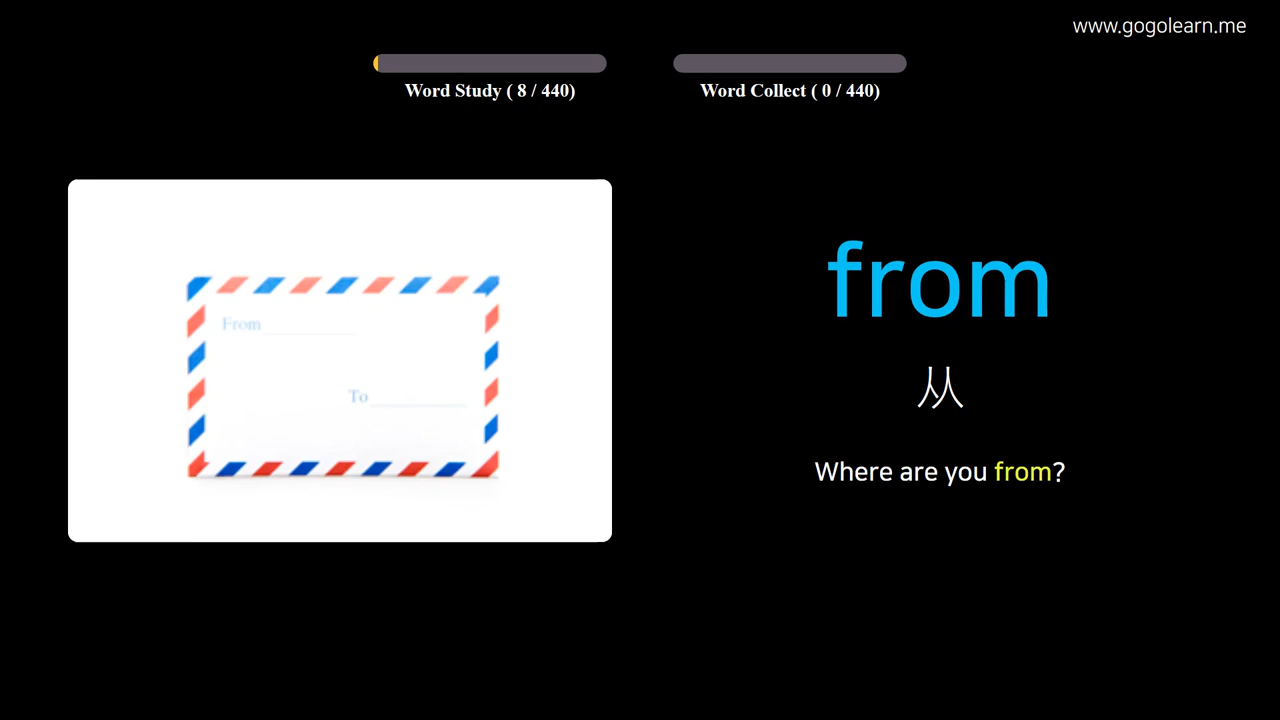 www.gogolearn.me
Word Study ( 8 / 440)
Word Collect ( 0 / 440)
From
To
from
从
Where are you from?